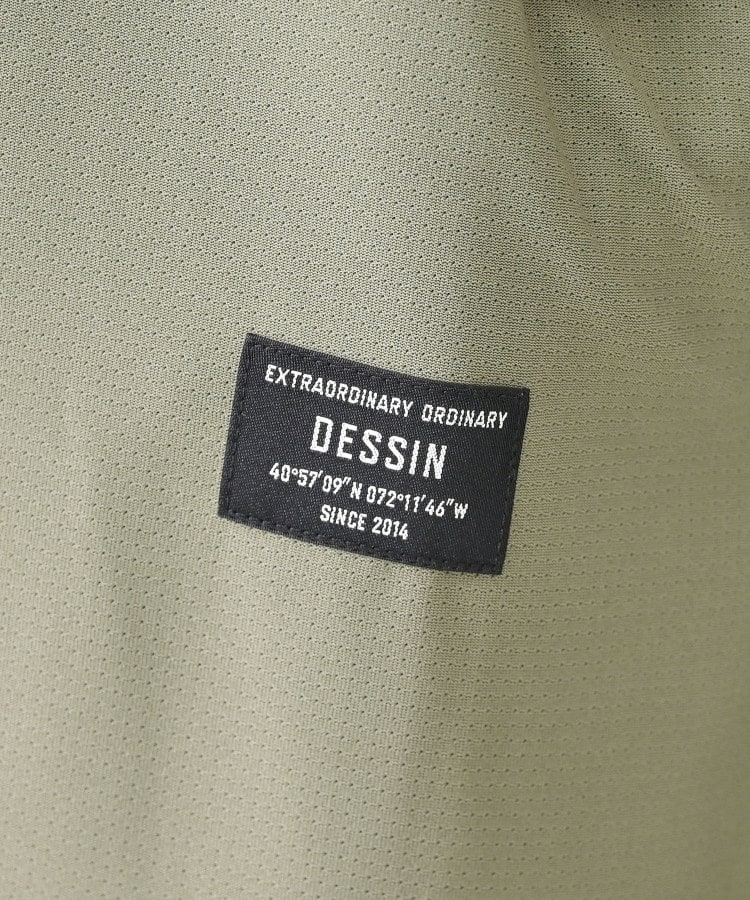 EXTRAORDINARY ORDINARY
DESSIN
40°57'09"N 072°11'46"W
SINCE 2014